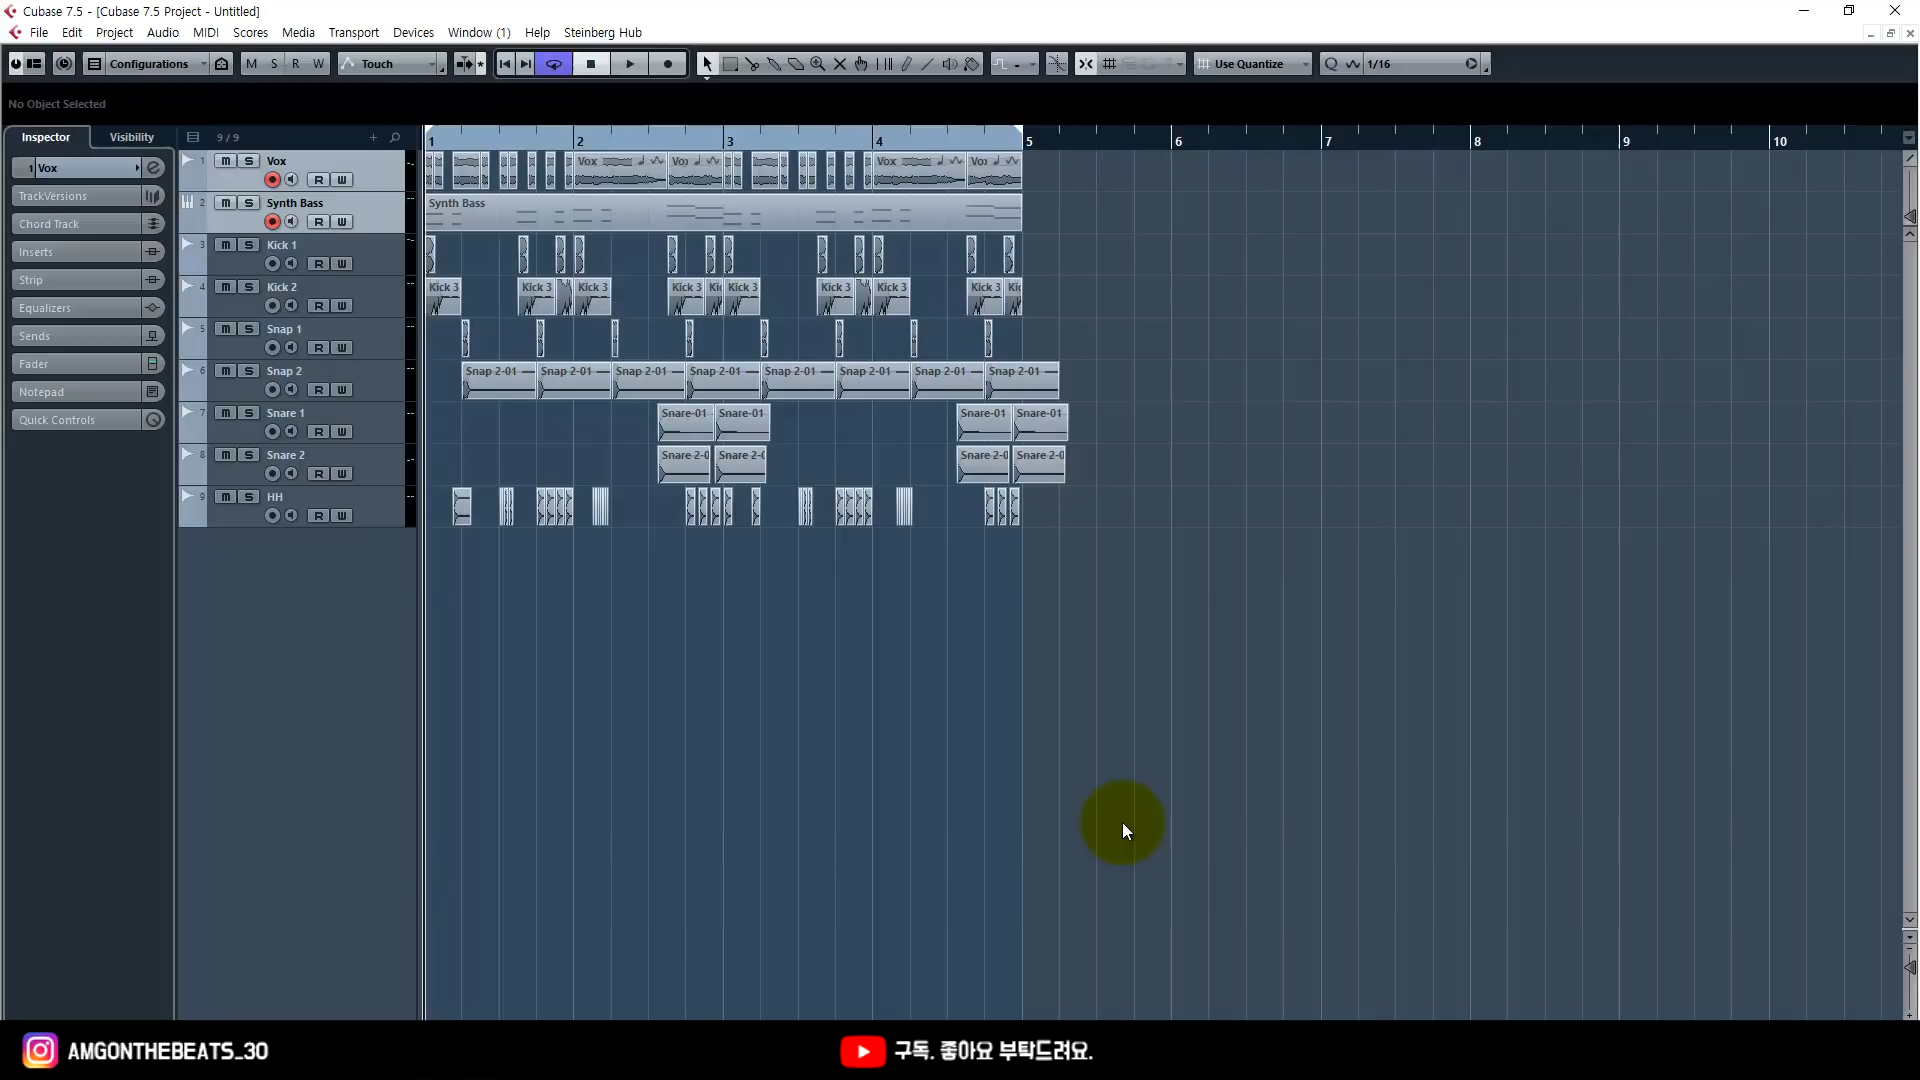 Cubase 7.5 - [Cubase 7.5 Project - Untitled]
File Edit Project Audio MIDI Scores Media Transport Devices Window (1) Help Steinberg Hub
Configurations M S R W Touch Use Quantize Q 1/16
No Object Selected
Inspector Visibility 9 / 9
1 2 3 4 5 6 7 8 9 10
1 Vox
TrackVersions
Chord Track
Inserts
Strip
Equalizers
Sends
Fader
Notepad
Quick Controls
1 m S Vox
R W
2 m S Synth Bass
R W
3 m S Kick 1
R W
4 m S Kick 2
R W
5 m S Snap 1
R W
6 m S Snap 2
R W
7 m S Snare 1
R W
8 m S Snare 2
R W
9 m S HH
R W
Vox Vox Vox Vox
Synth Bass
Kick 3 Kick 3 Kick 3 Kick 3 Kic Kick 3 Kick 3 Kick 3 Kick 3 Kic
Snap 2-01 Snap 2-01 Snap 2-01 Snap 2-01 Snap 2-01 Snap 2-01 Snap 2-01 Snap 2-01
Snare-01 Snare-01 Snare-01 Snare-01
Snare 2-0 Snare 2-0 Snare 2-0 Snare 2-0
AMGONTHEBEATS_30
구독. 좋아요 부탁드려요.